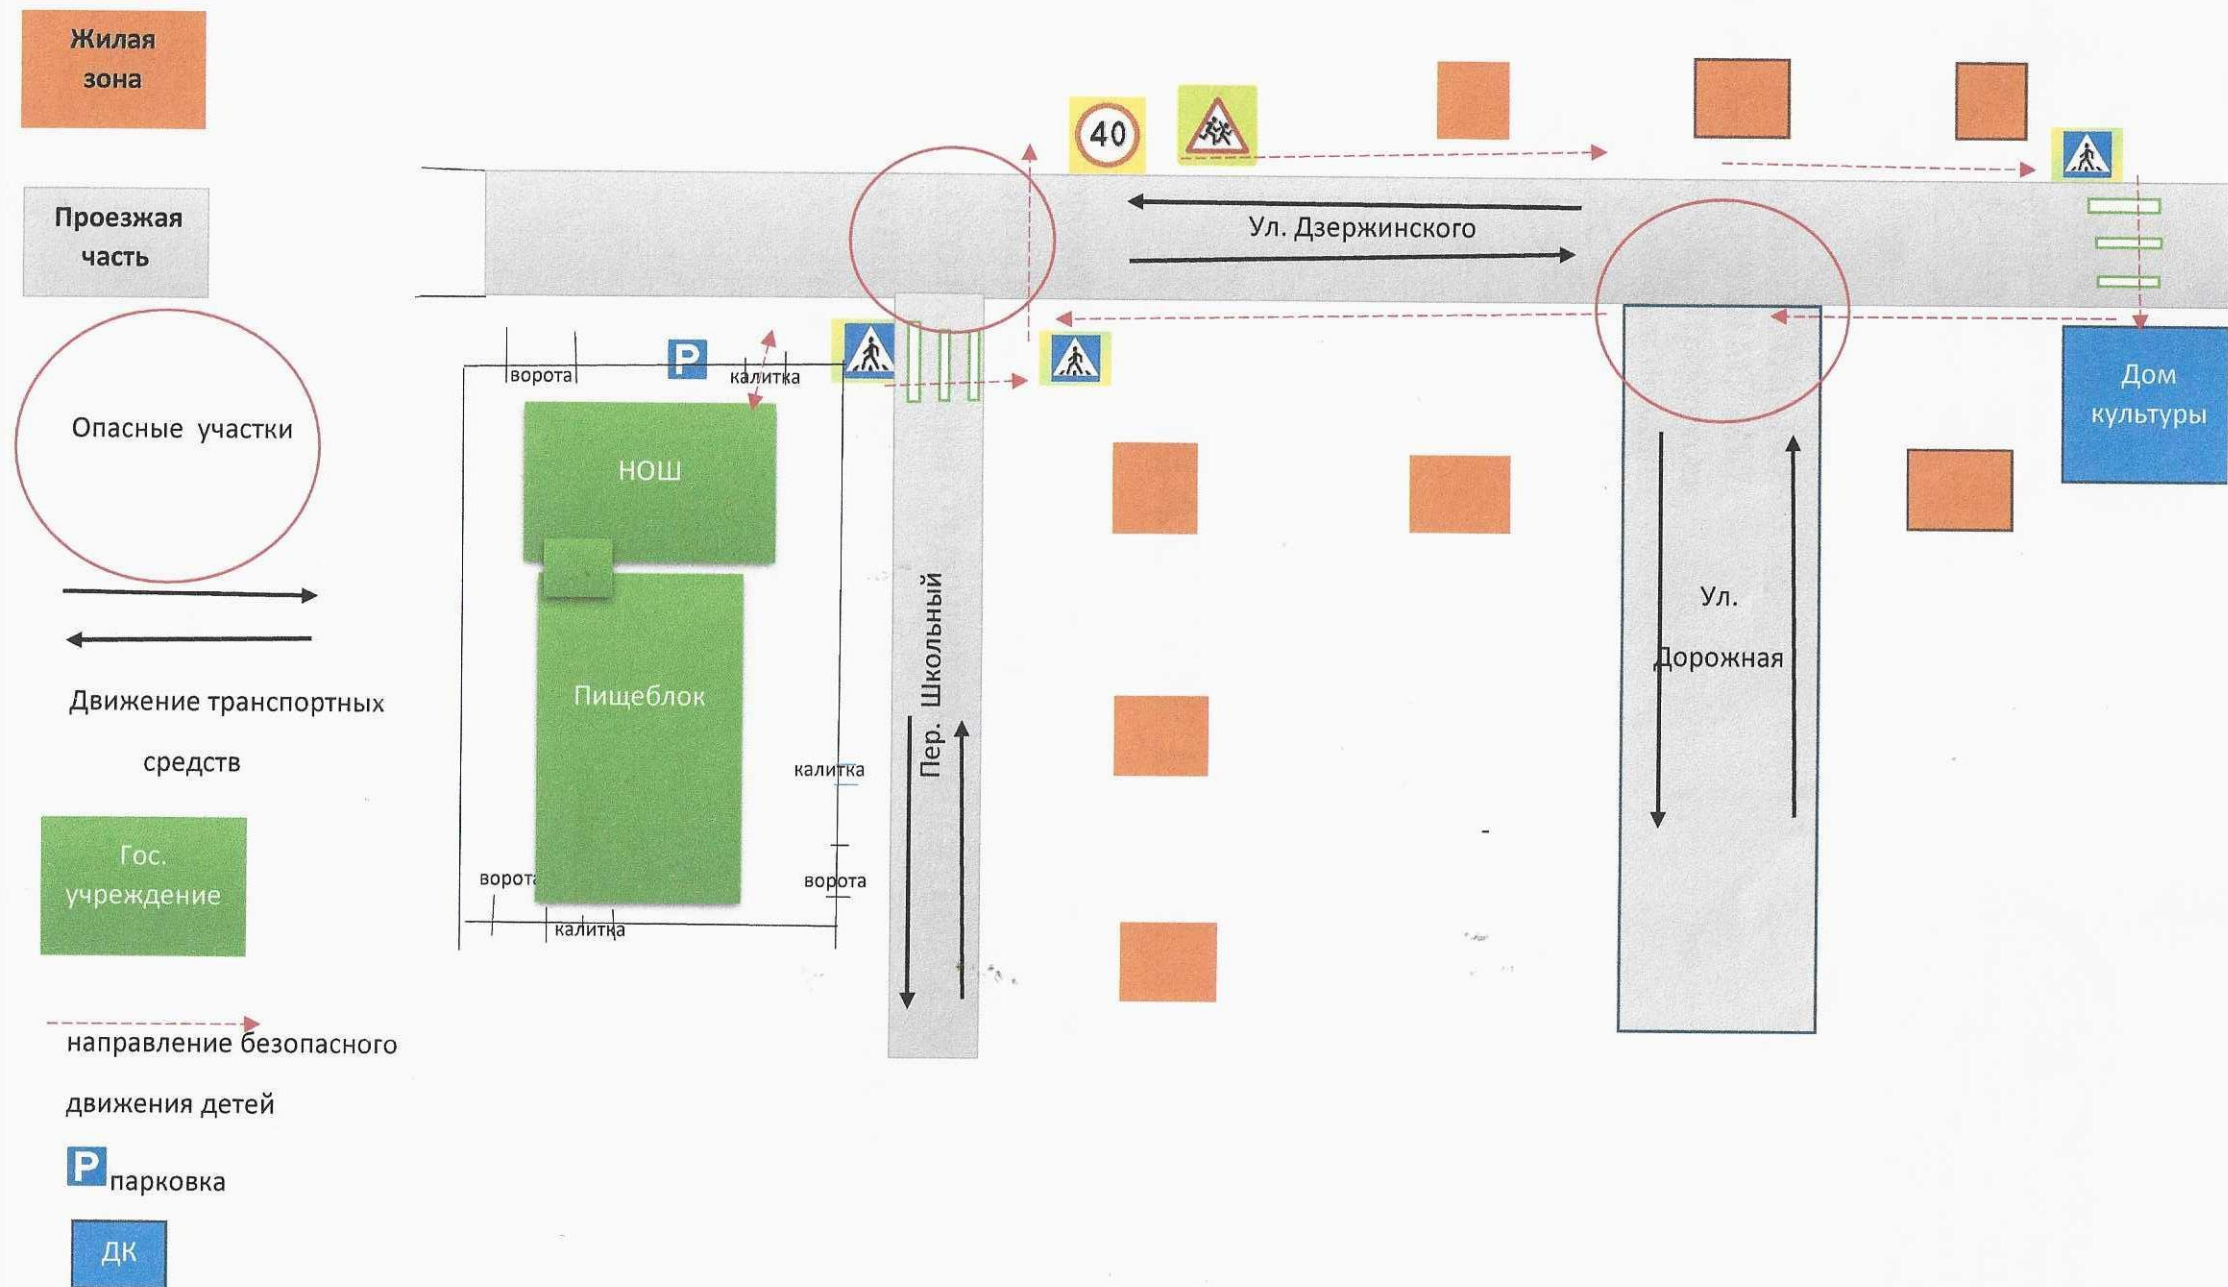 Жилая
зона
Проезжая
часть
Опасные участки
Движение транспортных
средств
Гос.
учреждение
направление безопасного
движения детей
P
парковка
ДК
40
Ул. Дзержинского
ворота
P
калитка
НОШ
Пищеблок
калитка
ворота
ворота
калитка
Пер. Школьный
Ул.
Дорожная
Дом
культуры